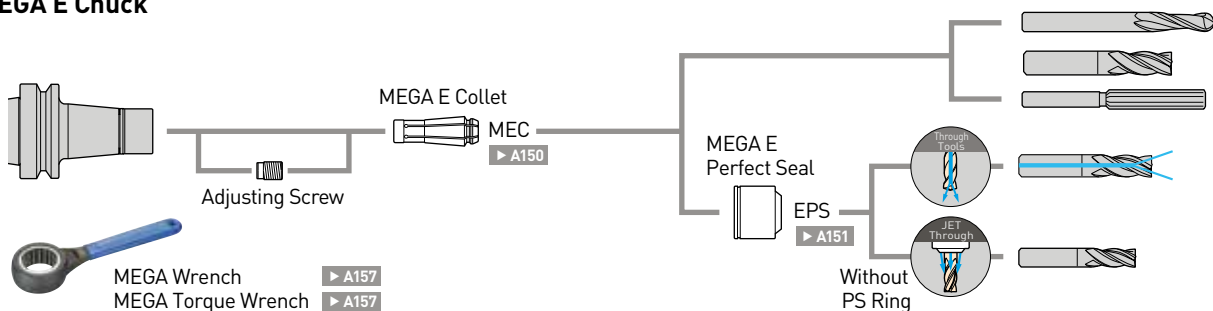 MEGA E Chuck
MEGA E Collet
MEC
▶ A150
Adjusting Screw
MEGA E
Perfect Seal
EPS
▶ A151
Through
Tools
JET
Through
Without
PS Ring
MEGA Wrench ▶ A157
MEGA Torque Wrench ▶ A157